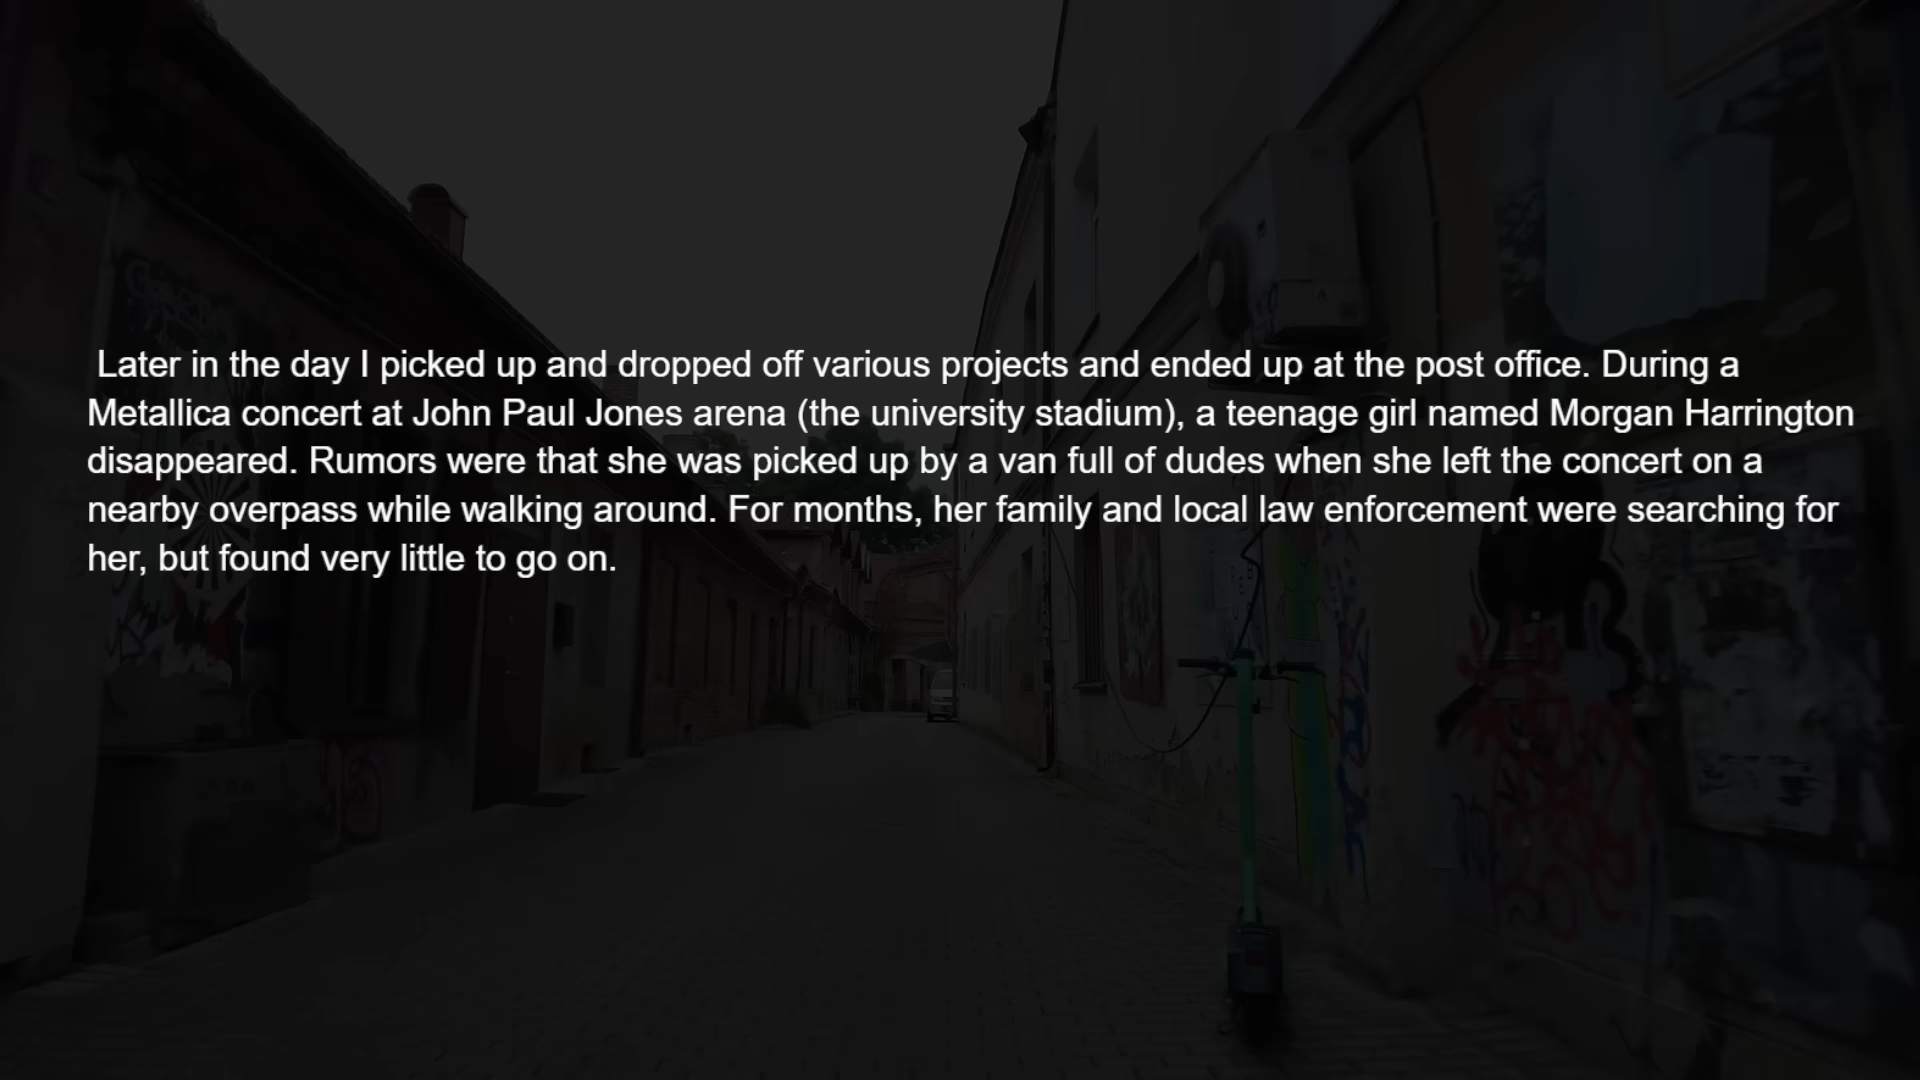 Later in the day I picked up and dropped off various projects and ended up at the post office. During a
Metallica concert at John Paul Jones arena (the university stadium), a teenage girl named Morgan Harrington
disappeared. Rumors were that she was picked up by a van full of dudes when she left the concert on a
nearby overpass while walking around. For months, her family and local law enforcement were searching for
her, but found very little to go on.